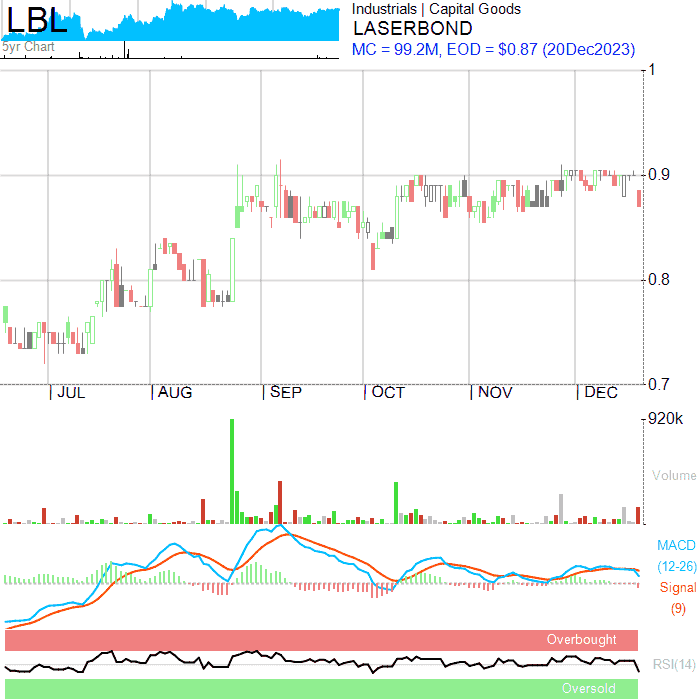 LBL
5yr Chart
Industrials | Capital Goods
LASERBOND
MC = 99.2M, EOD = $0.87 (20Dec2023)
1
0.9
0.8
0.7
JUL AUG SEP OCT NOV DEC
920k
Volume
MACD
(12-26)
Signal
(9)
Overbought
RSI(14)
Oversold